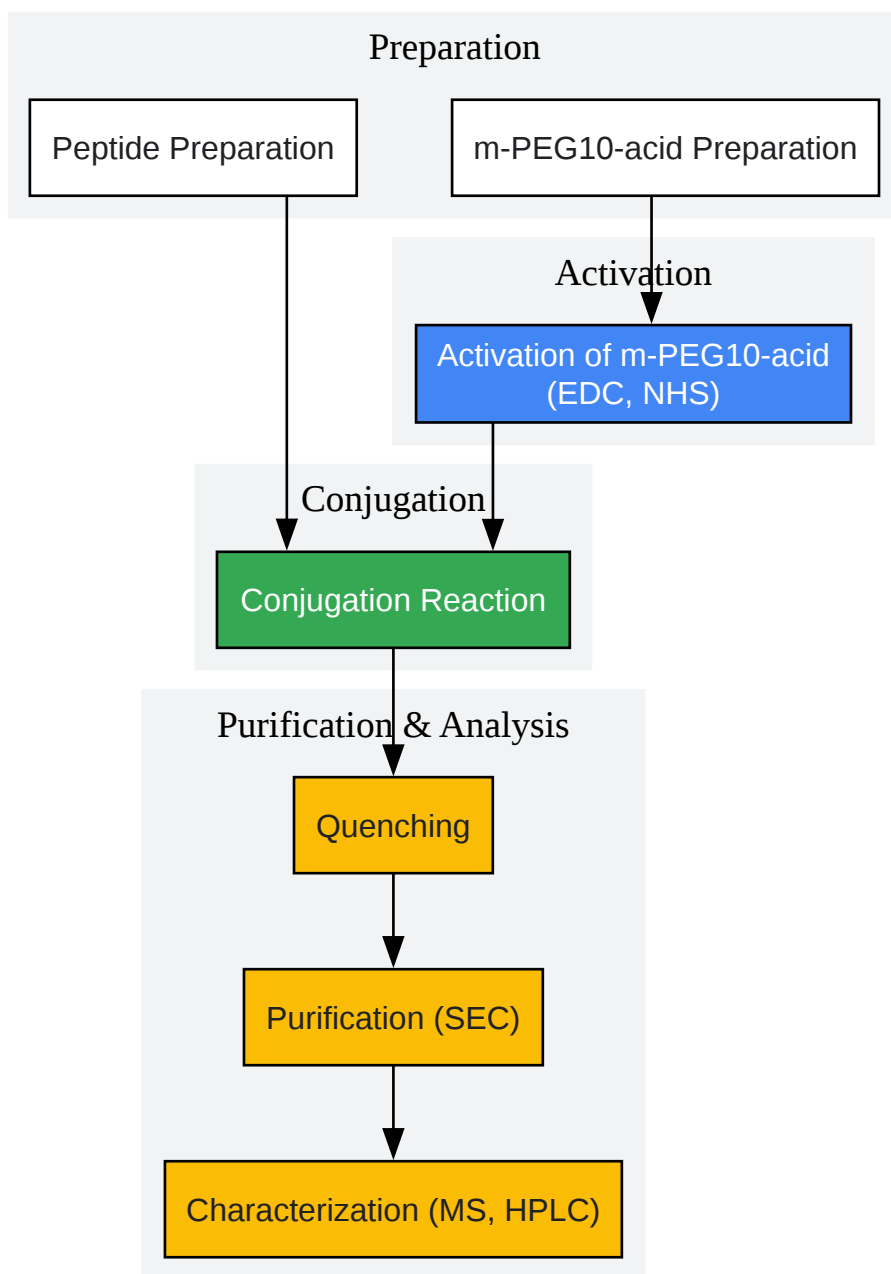 Preparation
Peptide Preparation
m-PEG10-acid Preparation
Activation
Activation of m-PEG10-acid
(EDC, NHS)
Conjugation
Conjugation Reaction
Purification & Analysis
Quenching
Purification (SEC)
Characterization (MS, HPLC)